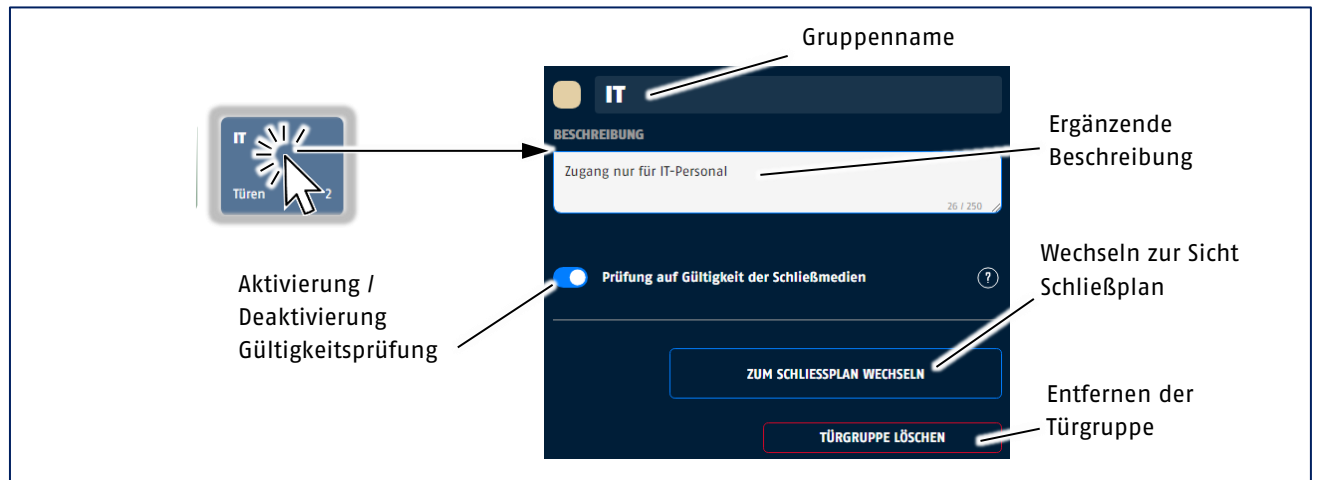 Gruppenname
IT
BESCHREIBUNG
Zugang nur für IT-Personal
26 / 250
Ergänzende
Beschreibung
IT
Türen 2
Aktivierung /
Deaktivierung
Gültigkeitsprüfung
Prüfung auf Gültigkeit der Schließmedien
?
Wechseln zur Sicht
Schließplan
ZUM SCHLIESSPLAN WECHSELN
Entfernen der
Türgruppe
TÜRGRUPPE LÖSCHEN